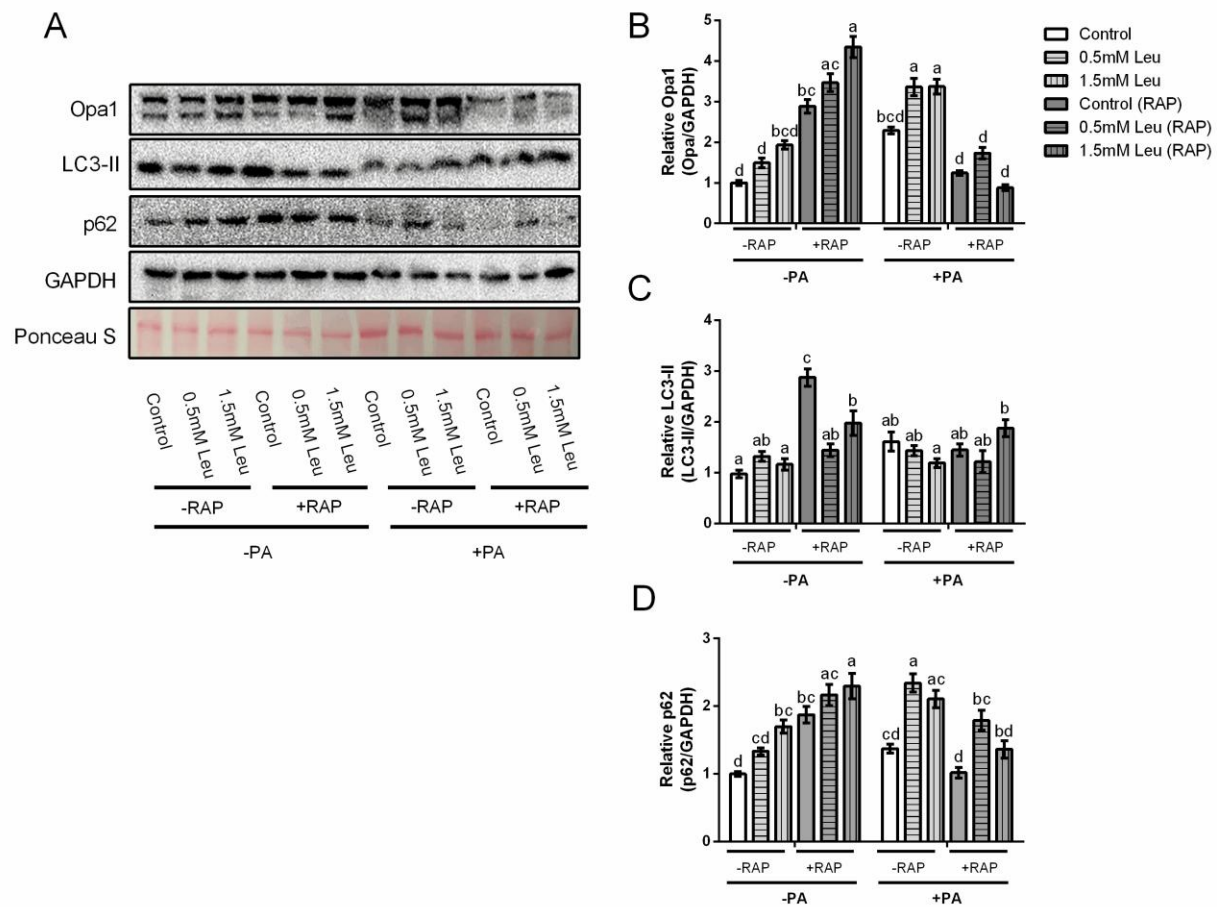 A
Opa1
LC3-II
p62
GAPDH
Ponceau S
Control
0.5mM Leu
1.5mM Leu
Control
0.5mM Leu
1.5mM Leu
Control
0.5mM Leu
1.5mM Leu
Control
0.5mM Leu
1.5mM Leu
-RAP +RAP -RAP +RAP
-PA +PA
B
Relative Opa1
(Opa/GAPDH)
5
4
3
2
1
0
d d bcd bc ac a bcd a a d d d
-RAP +RAP -RAP +RAP
-PA +PA
Control
0.5mM Leu
1.5mM Leu
Control (RAP)
0.5mM Leu (RAP)
1.5mM Leu (RAP)
C
Relative LC3-II
(LC3-II/GAPDH)
4
3
2
1
0
a ab a c ab b ab ab a ab ab b
-RAP +RAP -RAP +RAP
-PA +PA
D
Relative p62
(p62/GAPDH)
3
2
1
0
d cd bc bc ac a cd a ac d bc bd
-RAP +RAP -RAP +RAP
-PA +PA